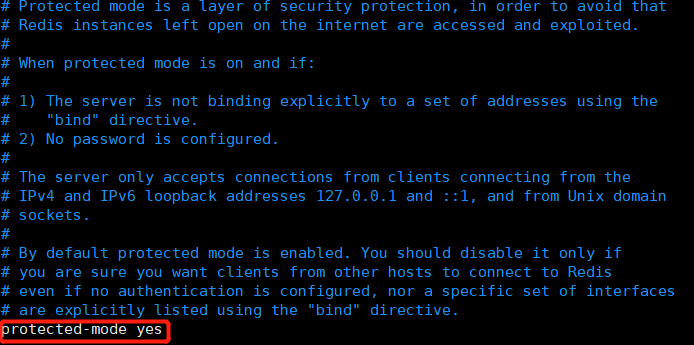 # Protected mode is a layer of security protection, in order to avoid that
# Redis instances left open on the internet are accessed and exploited.
#
# When protected mode is on and if:
#
# 1) The server is not binding explicitly to a set of addresses using the
#    "bind" directive.
# 2) No password is configured.
#
# The server only accepts connections from clients connecting from the
# IPv4 and IPv6 loopback addresses 127.0.0.1 and ::1, and from Unix domain
# sockets.
#
# By default protected mode is enabled. You should disable it only if
# you are sure you want clients from other hosts to connect to Redis
# even if no authentication is configured, nor a specific set of interfaces
# are explicitly listed using the "bind" directive.
protected-mode yes